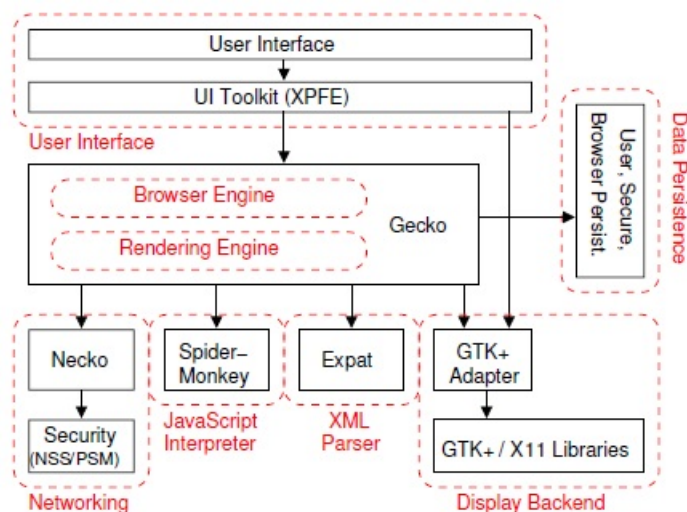 User Interface
UI Toolkit (XPFE)
User Interface
User, Secure,
Browser Persist.
Data Persistence
Browser Engine
Rendering Engine
Gecko
Necko
Security
(NSS/PSM)
Networking
Spider-
Monkey
JavaScript
Interpreter
Expat
XML
Parser
GTK+
Adapter
GTK+ / X11 Libraries
Display Backend